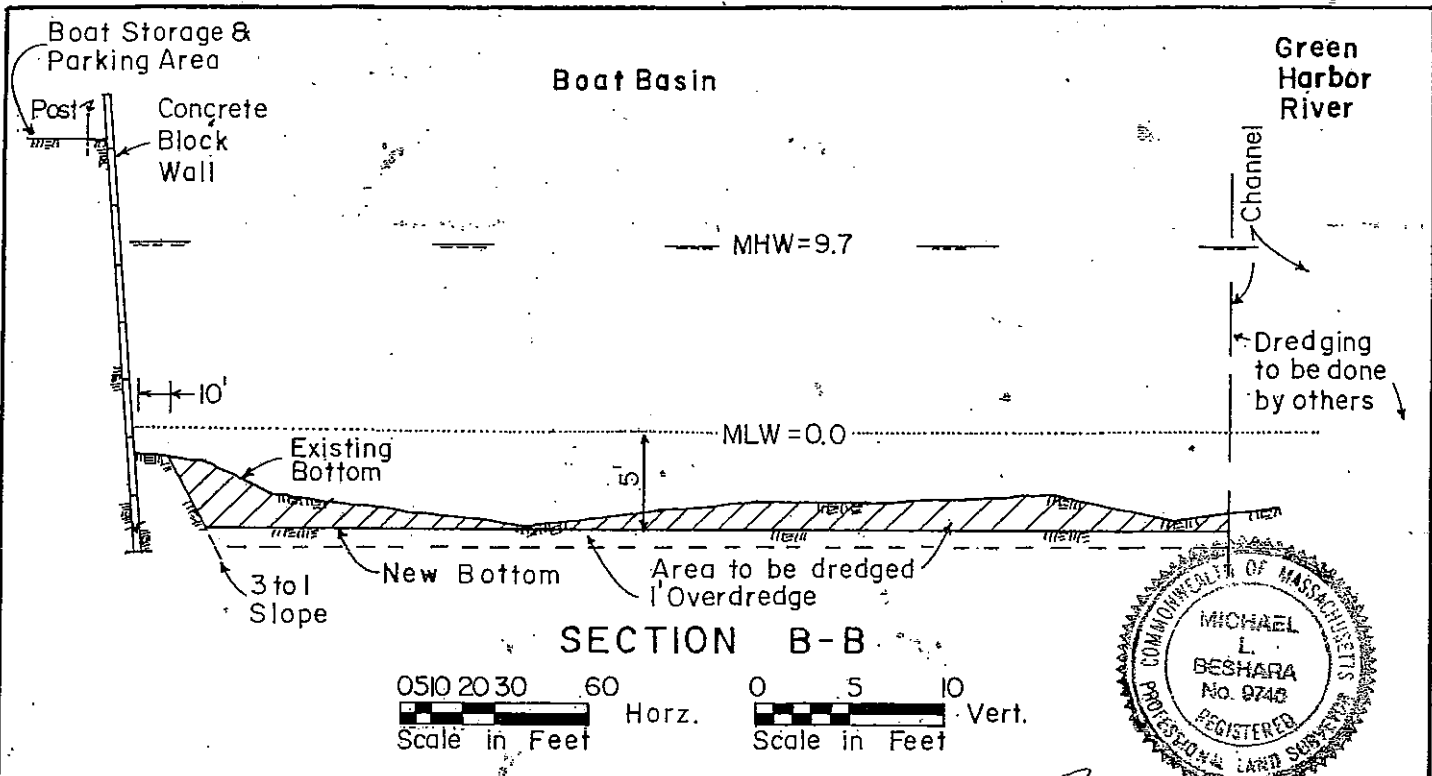 Boat Storage &
Parking Area
Post
Concrete
Block
Wall
Boat Basin
Green
Harbor
River
Channel
MHW=9.7
Dredging
to be done
by others
10'
MLW=0.0
Existing
Bottom
5'
New Bottom
3 to 1
Slope
Area to be dredged
1' Overdredge
SECTION B-B
0 5 10 20 30 60 Horz.
Scale in Feet
0 5 10 Vert.
Scale in Feet
COMMONWEALTH OF MASSACHUSETTS
MICHAEL
L.
BESHARA
No. 9746
REGISTERED
PROFESSIONAL LAND SURVEYOR